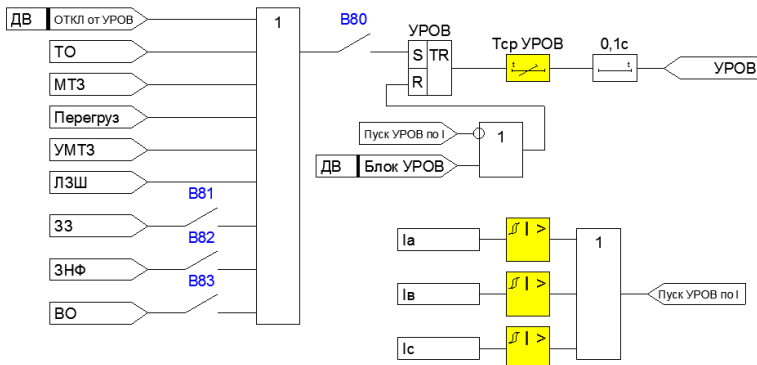 ДВ ОТКЛ от УРОВ
1
B80
УРОВ
Тср УРОВ
0,1с
ТО
S TR
t
t
УРОВ
МТЗ
R
Перегруз
УМТЗ
Пуск УРОВ по I
1
ДВ Блок УРОВ
ЛЗШ
B81
ЗЗ
B82
ЗНФ
B83
ВО
Ia
I >
1
Iв
I >
Пуск УРОВ по I
Ic
I >